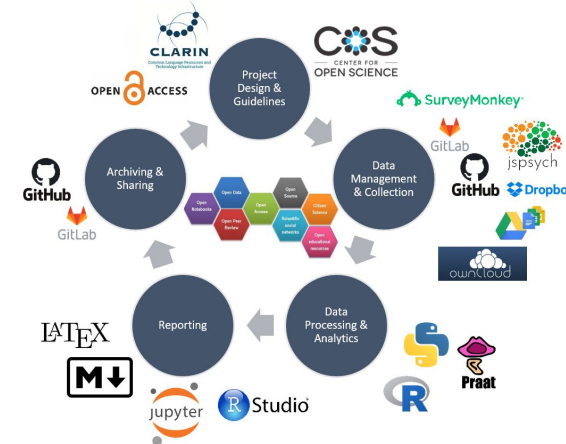 CLARIN
Common Language Resources and
Technology Infrastructure
OPEN ACCESS
COS
CENTER FOR
OPEN SCIENCE
Project
Design &
Guidelines
SurveyMonkey
GitLab
jspsych
GitHub
Dropbo
ownCloud
Data
Management
& Collection
Archiving &
Sharing
GitHub
GitLab
Open
Notebooks
Open Data
Open Peer
Review
Open
Access
Open
Source
Scientific
social
networks
Citizen
Science
Open
educational
resources
Reporting
Data
Processing &
Analytics
LATEX
M
jupyter
R Studio
R
Praat